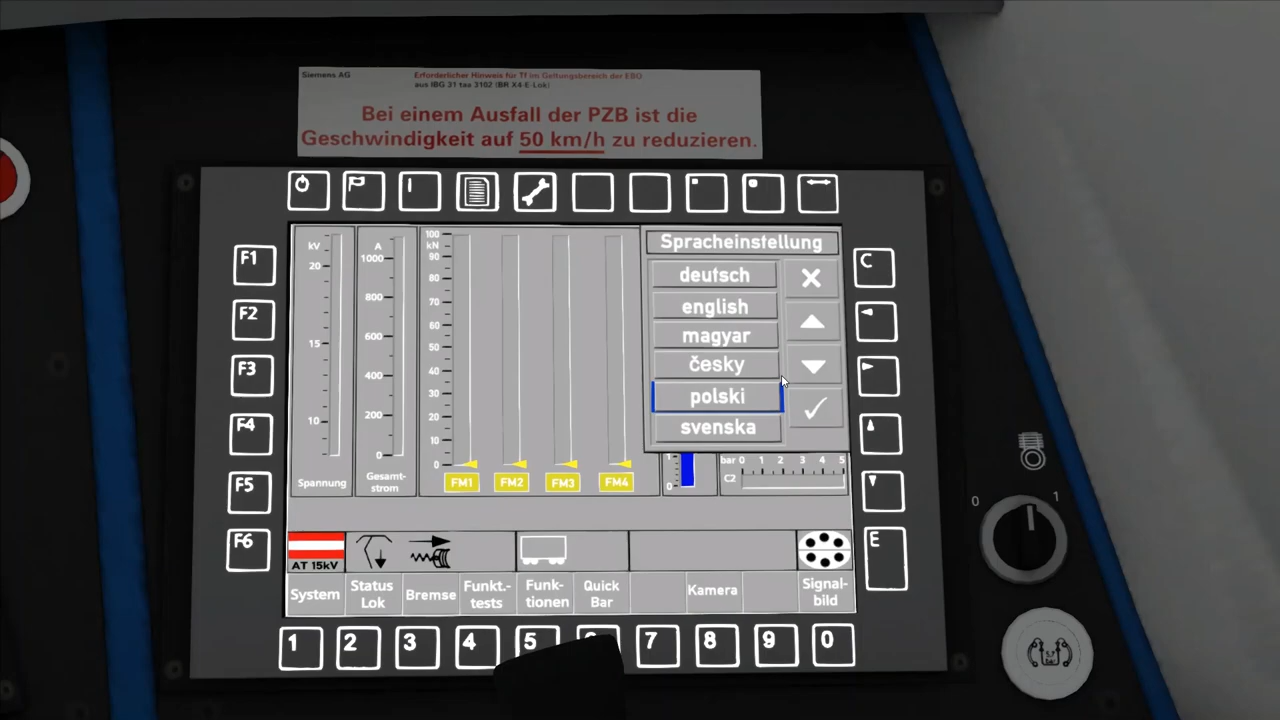 Siemens AG
Erforderlicher Hinweis für Tf im Geltungsbereich der EBO
aus IBG 31 taa 3102 (BR X4 E-Lok)
Bei einem Ausfall der PZB ist die
Geschwindigkeit auf 50 km/h zu reduzieren.
F1
F2
F3
F4
F5
F6
kV
20
15
10
Spannung
A
1000
800
600
400
200
0
Gesamt-
strom
100
kN
90
80
70
60
50
40
30
20
10
0
FM1 FM2 FM3 FM4
Spracheinstellung
deutsch
english
magyar
česky
polski
svenska
1
0
bar 0 1 2 3 4 5
C2
C
E
AT 15kV
System
Status
Lok
Bremse
Funkt.-
tests
Funk-
tionen
Quick
Bar
Kamera
Signal-
bild
1 2 3 4 5 6 7 8 9 0
0 1